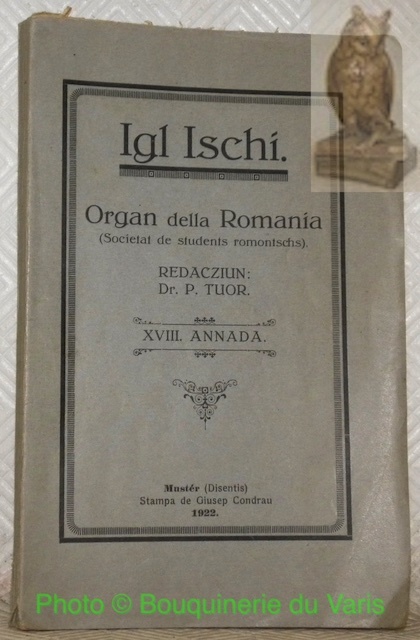 Igl Ischi.
Organ della Romania
(Societat de students romontschs).
REDACZIUN:
Dr. P. TUOR.
XVIII. ANNADA.
Mustér (Disentis)
Stampa de Giusep Condrau
1922.
Photo © Bouquinerie du Varis